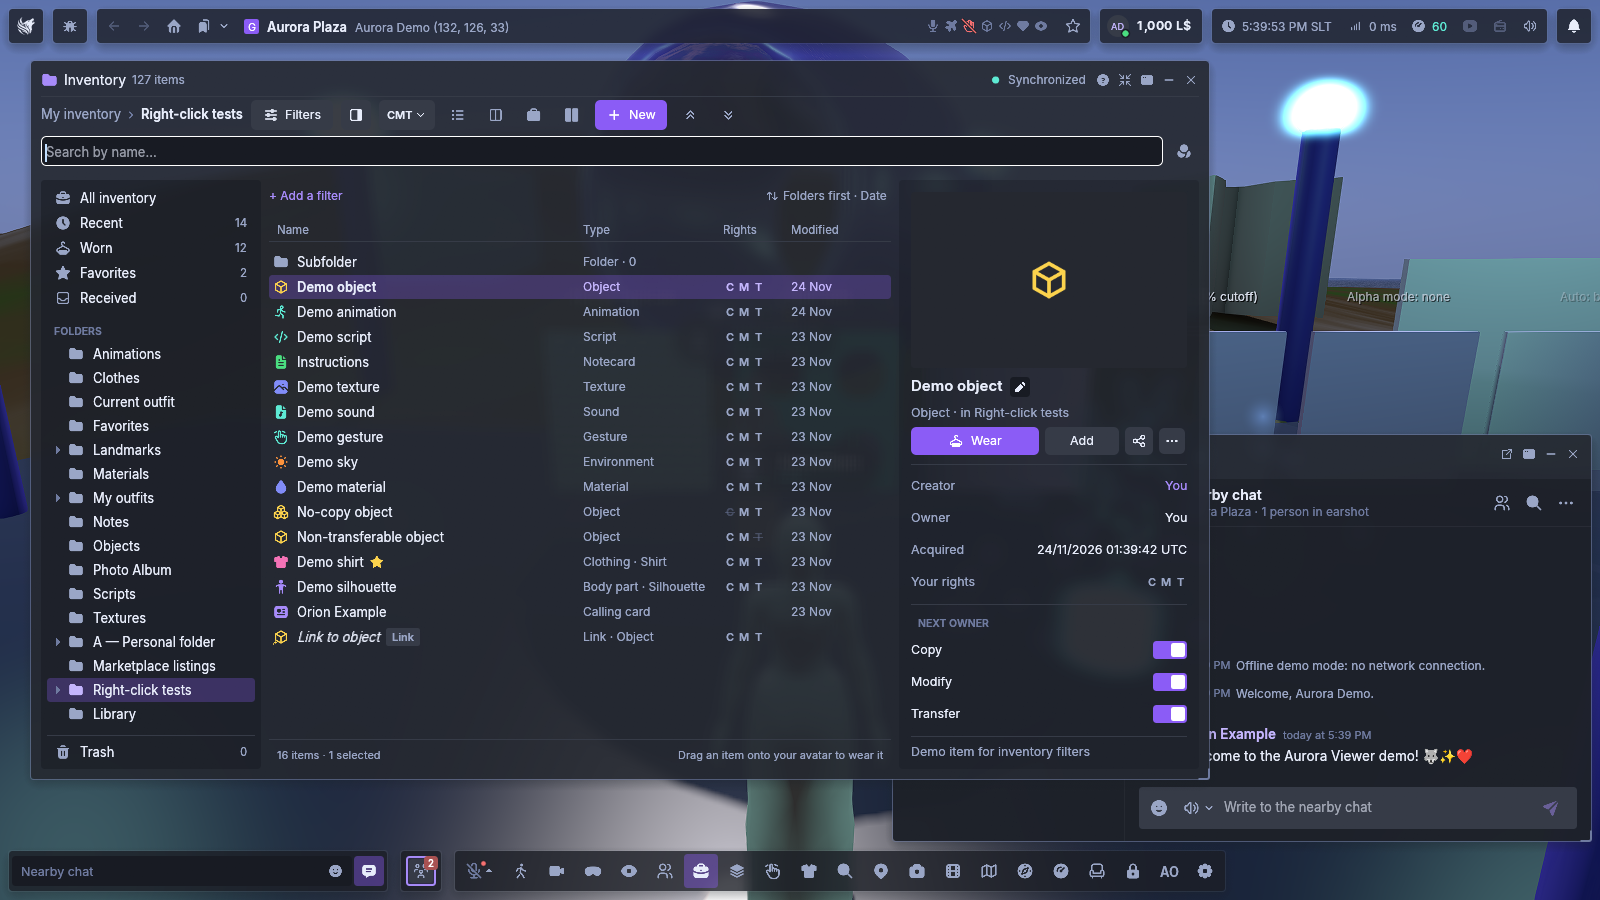 Aurora Plaza Aurora Demo (132, 126, 33)
AD 1,000 L$
5:39:53 PM SLT 0 ms 60
Inventory 127 items
Synchronized
My inventory › Right-click tests Filters CMT + New
Search by name...
All inventory
Recent 14
Worn 12
Favorites 2
Received 0
FOLDERS
Animations
Clothes
Current outfit
Favorites
Landmarks
Materials
My outfits
Notes
Objects
Photo Album
Scripts
Textures
A — Personal folder
Marketplace listings
Right-click tests
Library
Trash 0
+ Add a filter Folders first · Date
Name Type Rights Modified
Subfolder Folder · 0
Demo object Object C M T 24 Nov
Demo animation Animation C M T 24 Nov
Demo script Script C M T 23 Nov
Instructions Notecard C M T 23 Nov
Demo texture Texture C M T 23 Nov
Demo sound Sound C M T 23 Nov
Demo gesture Gesture C M T 23 Nov
Demo sky Environment C M T 23 Nov
Demo material Material C M T 23 Nov
No-copy object Object C M T 23 Nov
Non-transferable object Object C M T 23 Nov
Demo shirt ⭐ Clothing · Shirt C M T 23 Nov
Demo silhouette Body part · Silhouette C M T 23 Nov
Orion Example Calling card 23 Nov
Link to object Link Link · Object C M T
16 items · 1 selected Drag an item onto your avatar to wear it
Demo object
Object · in Right-click tests
Wear Add
Creator You
Owner You
Acquired 24/11/2026 01:39:42 UTC
Your rights C M T
NEXT OWNER
Copy
Modify
Transfer
Demo item for inventory filters
% cutoff) Alpha mode: none Auto: b
rby chat
ra Plaza · 1 person in earshot
PM Offline demo mode: no network connection.
PM Welcome, Aurora Demo.
n Example today at 5:39 PM
come to the Aurora Viewer demo! 🐺✨❤️
Write to the nearby chat
Nearby chat
2
AO